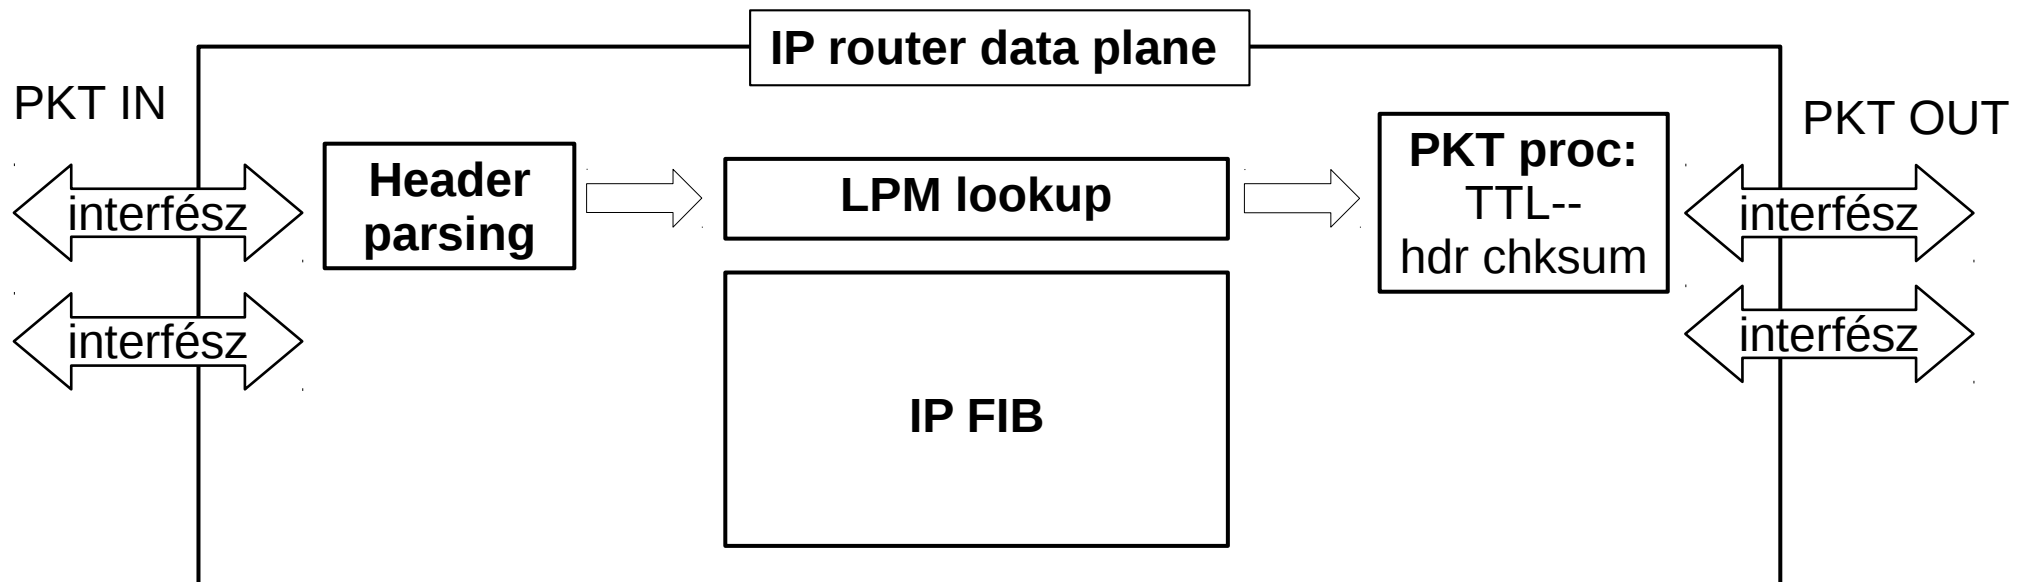 IP router data plane
PKT IN
PKT OUT
interfész
interfész
Header
parsing
LPM lookup
IP FIB
PKT proc:
TTL--
hdr chksum
interfész
interfész